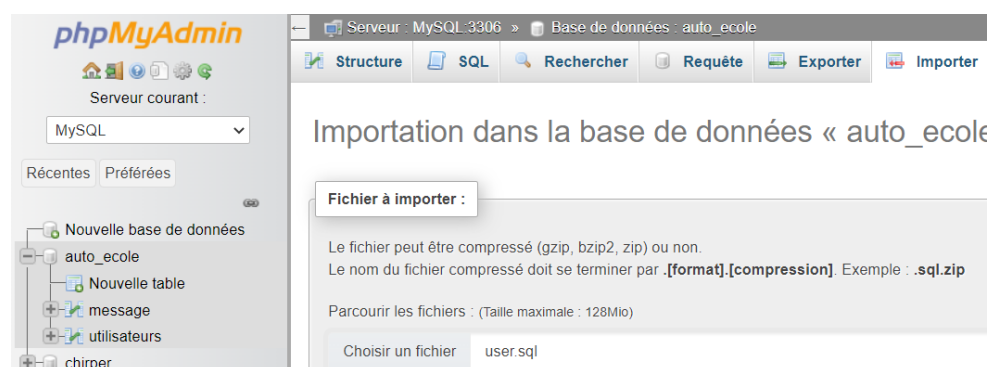 phpMyAdmin
Serveur courant :
MySQL
Récentes Préférées
Nouvelle base de données
auto_ecole
Nouvelle table
message
utilisateurs
chirper
Serveur : MySQL:3306 » Base de données : auto_ecole
Structure SQL Rechercher Requête Exporter Importer
Importation dans la base de données « auto_ecole
Fichier à importer :
Le fichier peut être compressé (gzip, bzip2, zip) ou non.
Le nom du fichier compressé doit se terminer par .[format].[compression]. Exemple : .sql.zip
Parcourir les fichiers : (Taille maximale : 128Mio)
Choisir un fichier user.sql